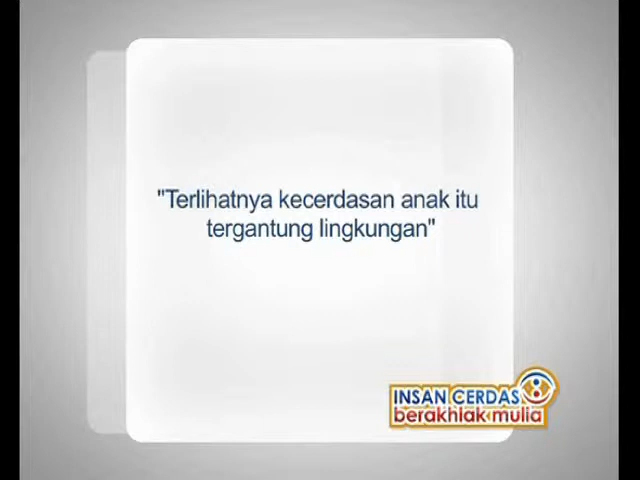 "Terlihatnya kecerdasan anak itu
tergantung lingkungan"
INSAN CERDAS
berakhlak mulia